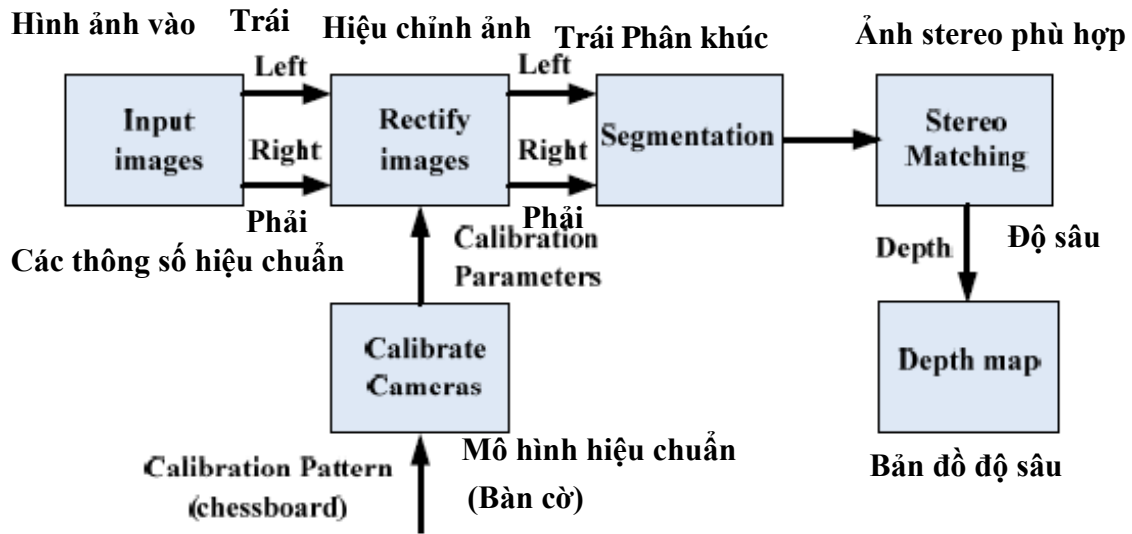 Hình ảnh vào
Trái
Hiệu chỉnh ảnh
Trái Phân khúc
Ảnh stereo phù hợp
Left
Left
Input
images
Rectify
images
Segmentation
Stereo
Matching
Right
Right
Phải
Phải
Các thông số hiệu chuẩn
Calibration
Parameters
Depth
Độ sâu
Calibrate
Cameras
Depth map
Calibration Pattern
(chessboard)
Mô hình hiệu chuẩn
(Bàn cờ)
Bản đồ độ sâu